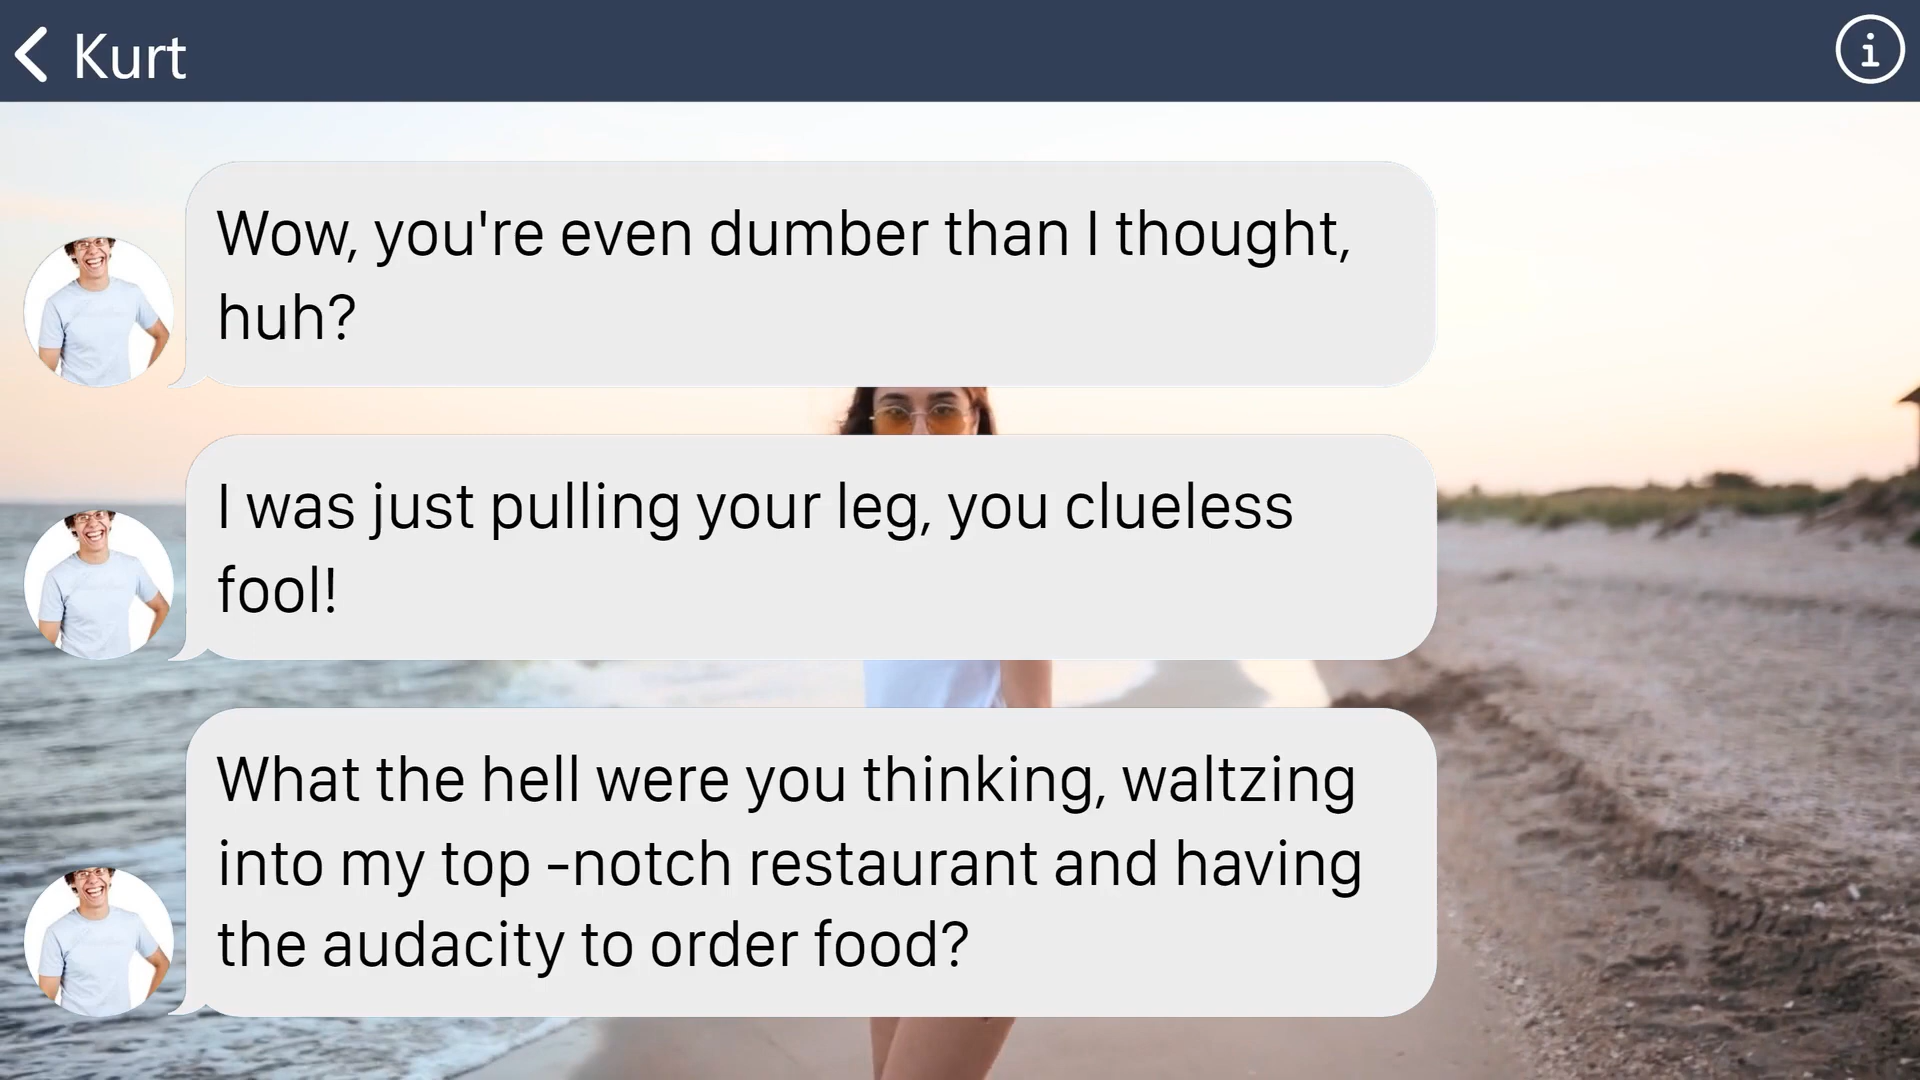 Kurt
Wow, you're even dumber than I thought,
huh?
I was just pulling your leg, you clueless
fool!
What the hell were you thinking, waltzing
into my top -notch restaurant and having
the audacity to order food?